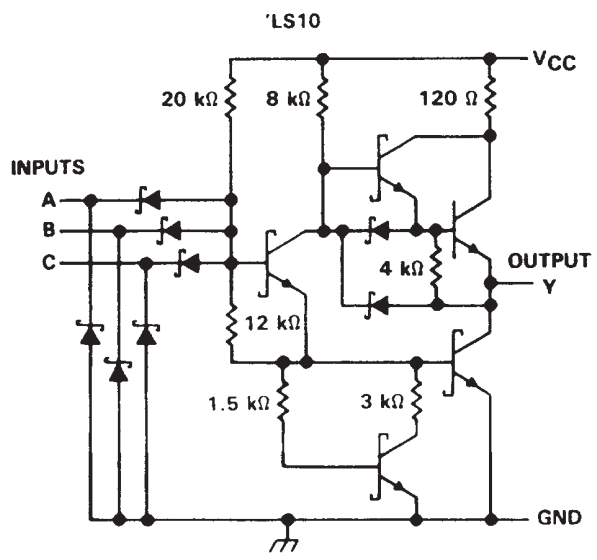 'LS10
VCC
20 kΩ
8 kΩ
120 Ω
INPUTS
A
B
C
4 kΩ
OUTPUT
Y
12 kΩ
1.5 kΩ
3 kΩ
GND